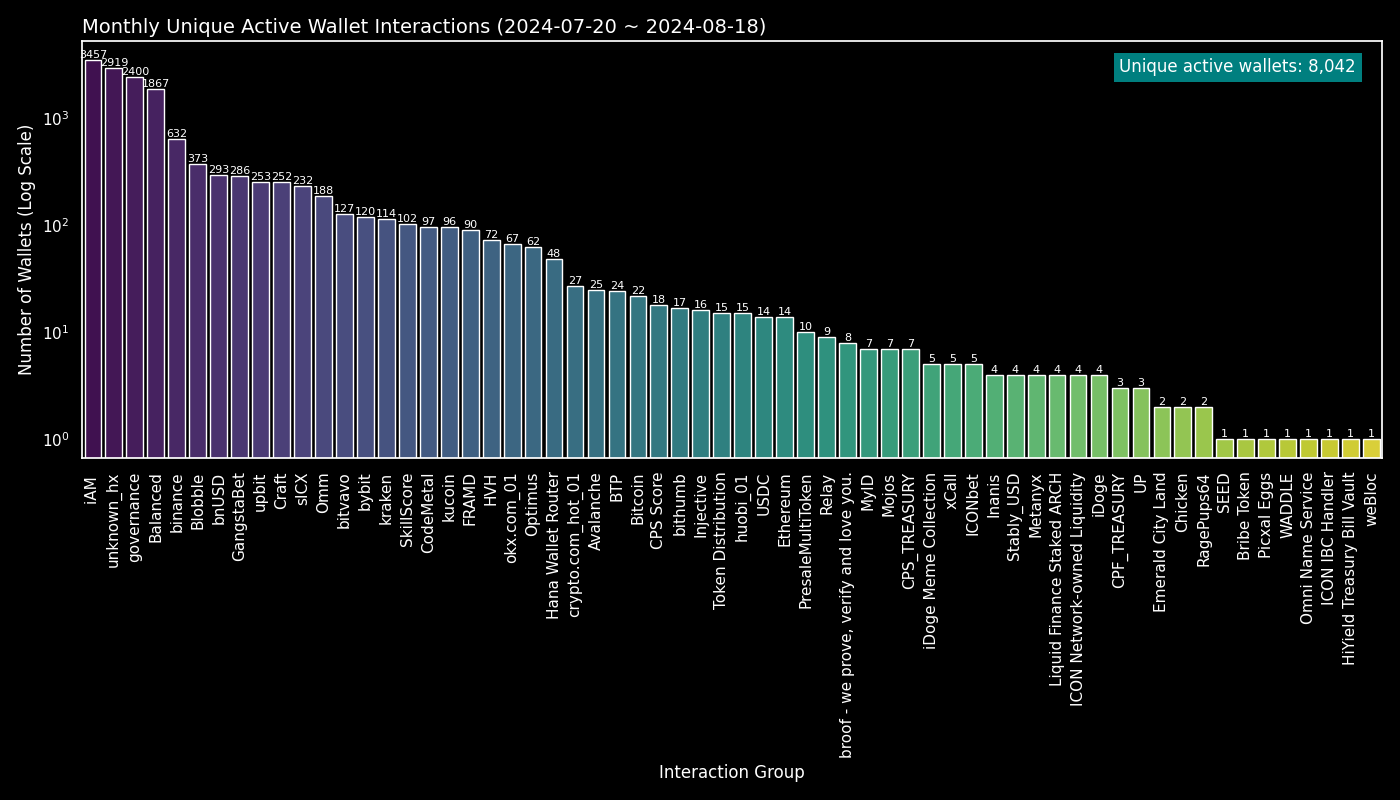 Monthly Unique Active Wallet Interactions (2024-07-20 ~ 2024-08-18)
Unique active wallets: 8,042
Number of Wallets (Log Scale)
10³
10²
10¹
10⁰
3457
2919
2400
1867
632
373
293
286
253
252
232
188
127
120
114
102
97
96
90
72
67
62
48
27
25
24
22
18
17
16
15
15
14
14
10
9
8
7
7
7
5
5
5
4
4
4
4
4
4
3
3
2
2
2
1
1
1
1
1
1
1
1
iAM
unknown_hx
governance
Balanced
binance
Blobble
bnUSD
GangstaBet
upbit
Craft
sICX
Omm
bitvavo
bybit
kraken
SkillScore
CodeMetal
kucoin
FRAMD
HVH
okx.com_01
Optimus
Hana Wallet Router
crypto.com_hot_01
Avalanche
BTP
Bitcoin
CPS Score
bithumb
Injective
Token Distribution
huobi_01
USDC
Ethereum
PresaleMultiToken
Relay
broof - we prove, verify and love you.
MyID
Mojos
CPS_TREASURY
iDoge Meme Collection
xCall
ICONbet
Inanis
Stably_USD
Metanyx
Liquid Finance Staked ARCH
ICON Network-owned Liquidity
iDoge
CPF_TREASURY
UP
Emerald City Land
Chicken
RagePups64
SEED
Bribe Token
Picxal Eggs
WADDLE
Omni Name Service
ICON IBC Handler
HiYield Treasury Bill Vault
weBloc
Interaction Group